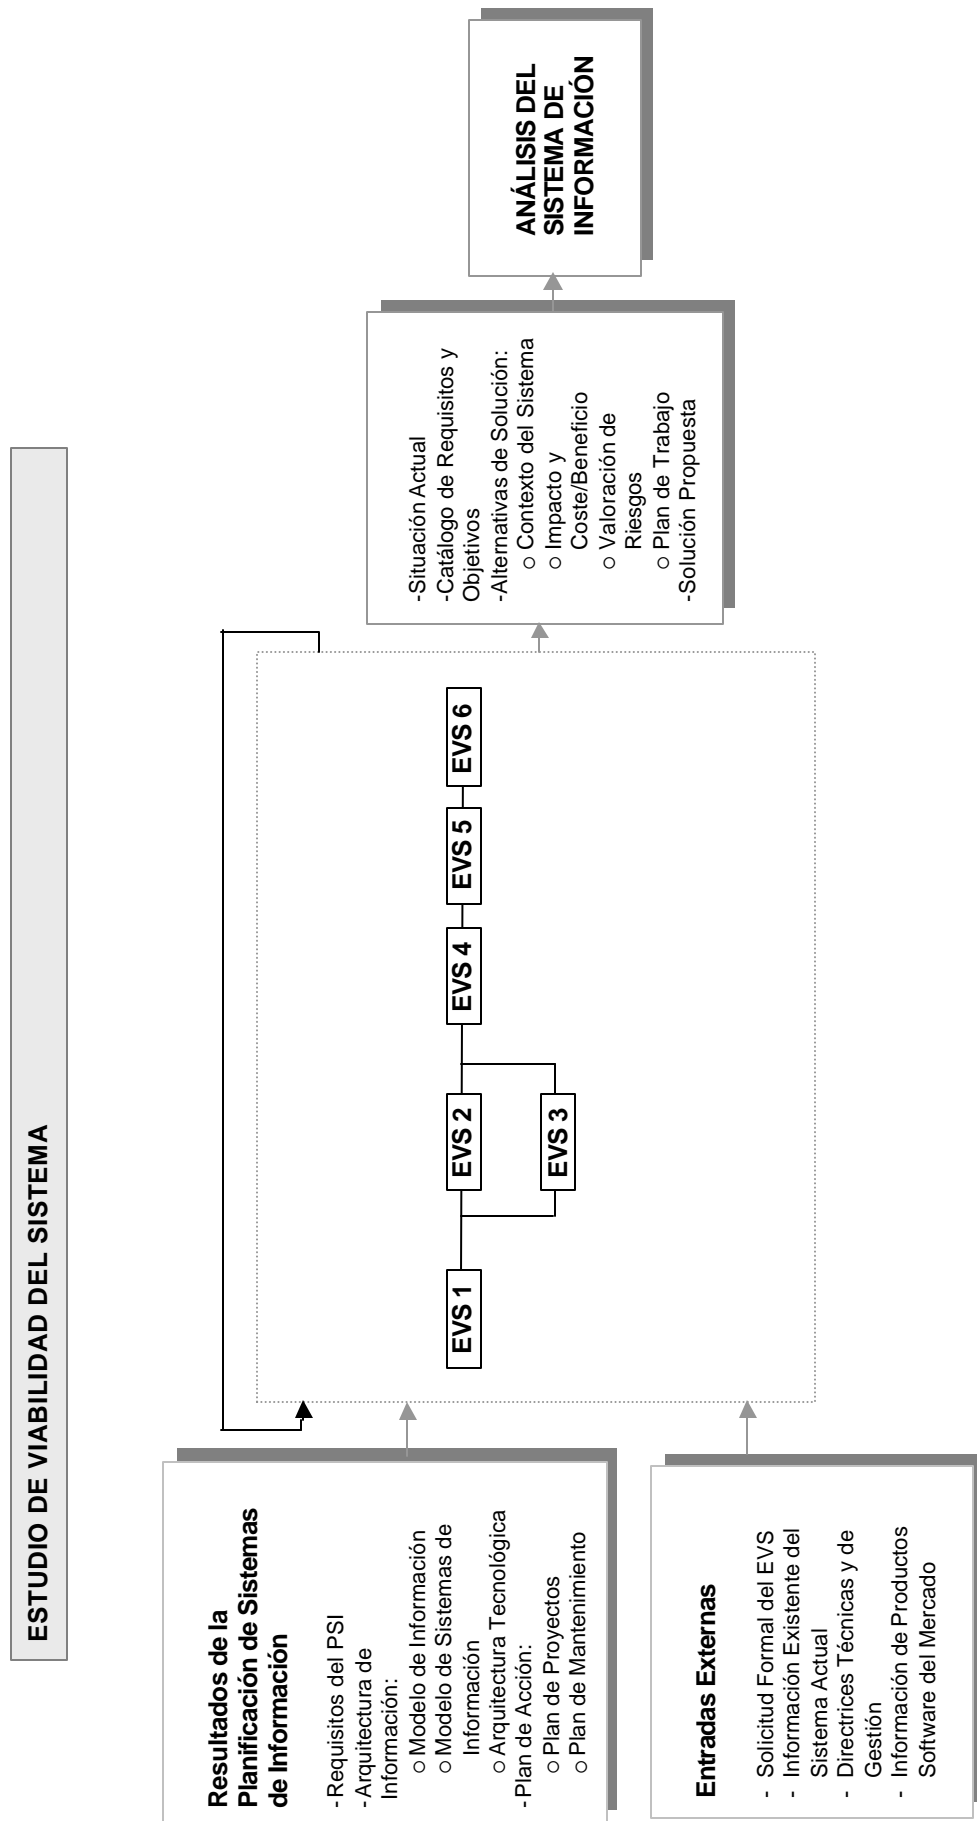 ESTUDIO DE VIABILIDAD DEL SISTEMA
Resultados de la
Planificación de Sistemas
de Información
- Requisitos del PSI
- Arquitectura de
Información:
○ Modelo de Información
○ Modelo de Sistemas de
Información
○ Arquitectura Tecnológica
- Plan de Acción:
○ Plan de Proyectos
○ Plan de Mantenimiento
Entradas Externas
- Solicitud Formal del EVS
- Información Existente del
Sistema Actual
- Directrices Técnicas y de
Gestión
- Información de Productos
Software del Mercado
EVS 1
EVS 2
EVS 3
EVS 4
EVS 5
EVS 6
-Situación Actual
-Catálogo de Requisitos y
Objetivos
-Alternativas de Solución:
○ Contexto del Sistema
○ Impacto y
Coste/Beneficio
○ Valoración de
Riesgos
○ Plan de Trabajo
-Solución Propuesta
ANÁLISIS DEL
SISTEMA DE
INFORMACIÓN